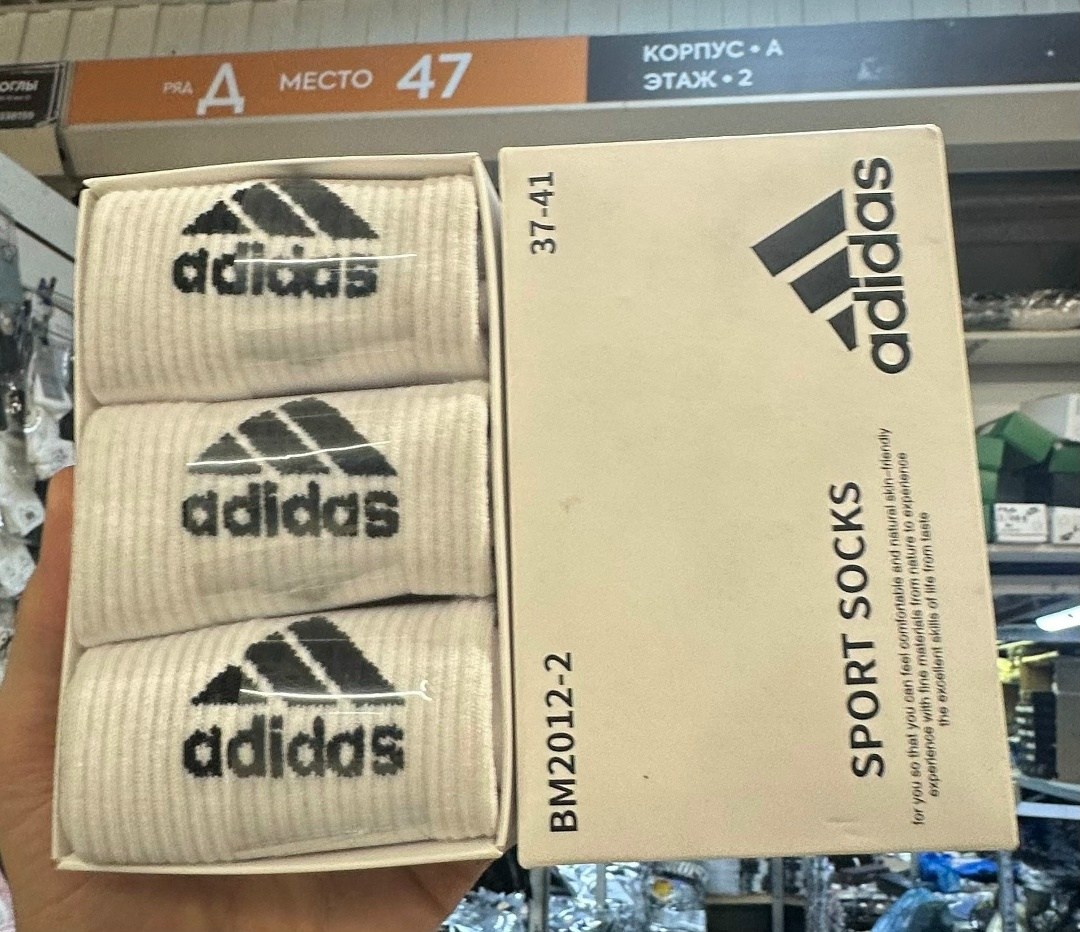 РЯД Д МЕСТО 47
КОРПУС • А
ЭТАЖ • 2
ОГЛЫ
adidas
adidas
adidas
37-41
BM2012-2
adidas
SPORT SOCKS
for you so that you can feel comfortable and natural skin-friendly
experience with fine materials from nature to experience
the excellent skills of life from taste